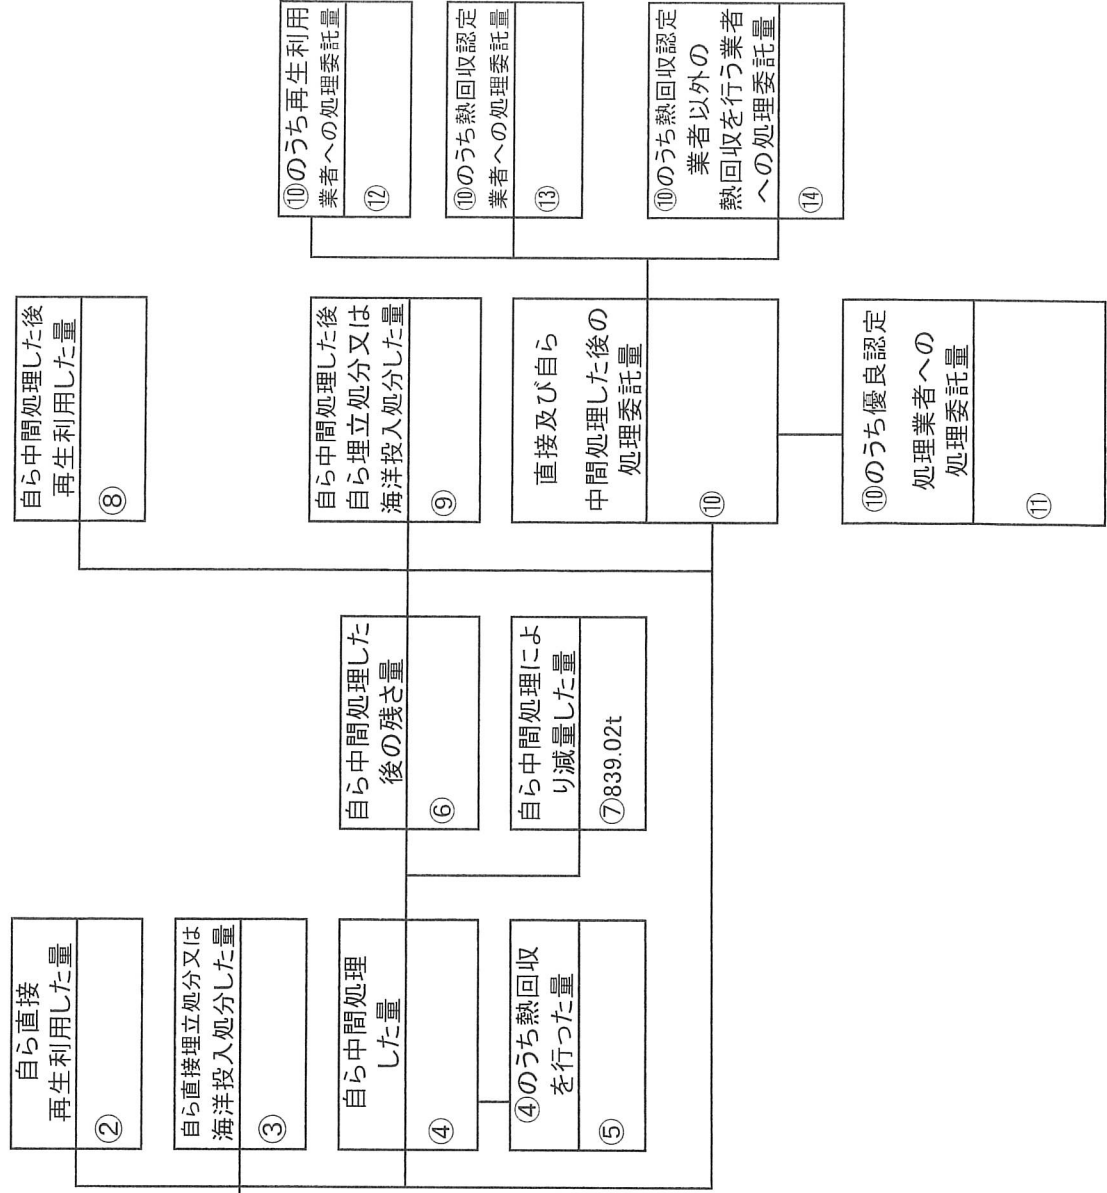 自ら直接
再生利用した量
②
自ら直接埋立処分又は
海洋投入処分した量
③
自ら中間処理
した量
④
④のうち熱回収
を行った量
⑤
自ら中間処理した
後の残さ量
⑥
自ら中間処理によ
り減量した量
⑦839.02t
自ら中間処理した後
再生利用した量
⑧
自ら中間処理した後
自ら埋立処分又は
海洋投入処分した量
⑨
直接及び自ら
中間処理した後の
処理委託量
⑩
⑩のうち優良認定
処理業者への
処理委託量
⑪
⑩のうち再生利用
業者への処理委託量
⑫
⑩のうち熱回収認定
業者への処理委託量
⑬
⑩のうち熱回収認定
業者以外の
熱回収を行う業者
への処理委託量
⑭